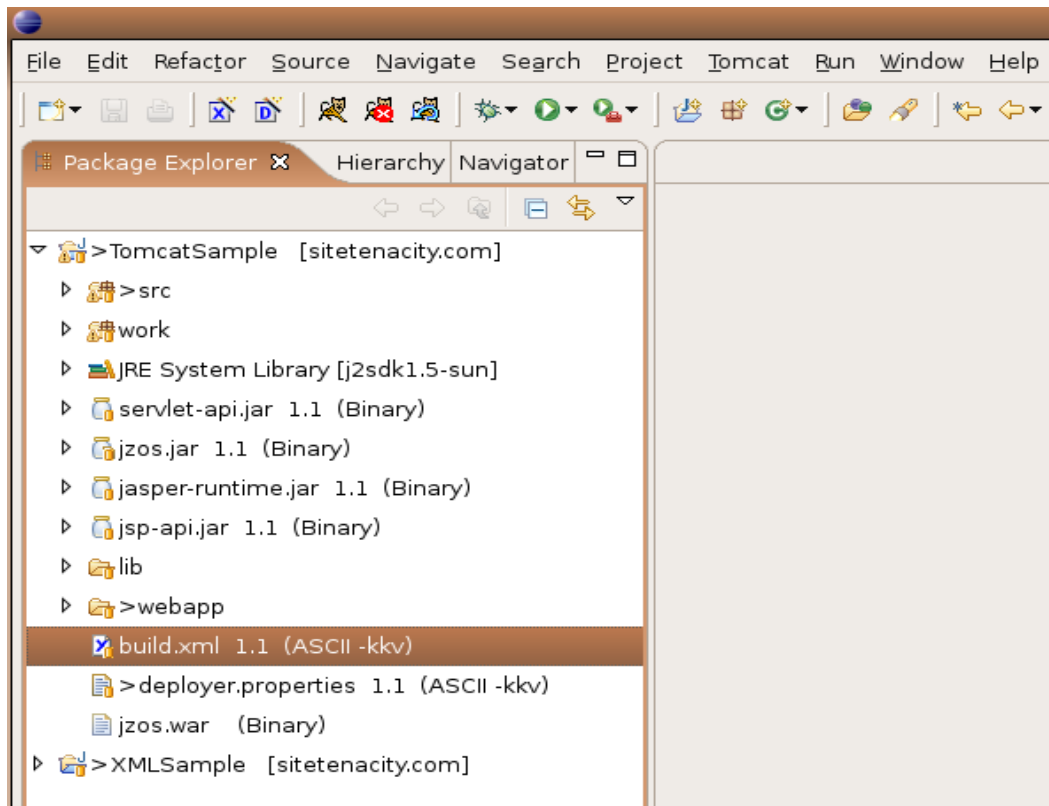 File Edit Refactor Source Navigate Search Project Tomcat Run Window Help
Package Explorer Hierarchy Navigator
>TomcatSample [sitetenacity.com]
>src
work
JRE System Library [j2sdk1.5-sun]
servlet-api.jar 1.1 (Binary)
jzos.jar 1.1 (Binary)
jasper-runtime.jar 1.1 (Binary)
jsp-api.jar 1.1 (Binary)
lib
>webapp
build.xml 1.1 (ASCII -kkv)
>deployer.properties 1.1 (ASCII -kkv)
jzos.war (Binary)
>XMLSample [sitetenacity.com]